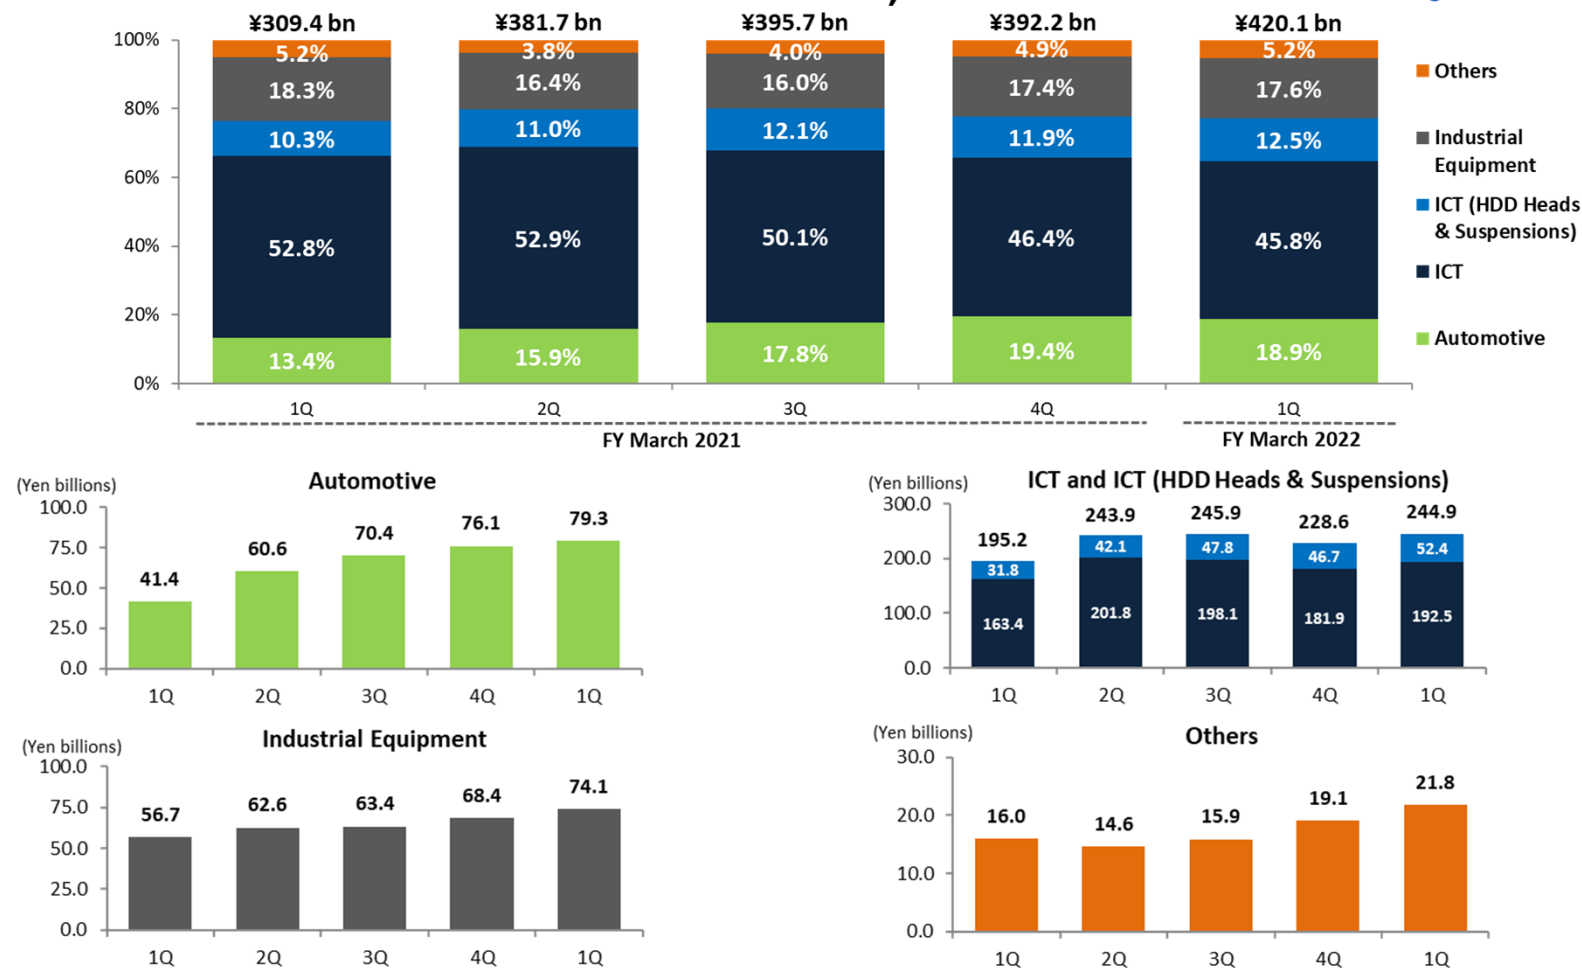 ¥309.4 bn ¥381.7 bn ¥395.7 bn ¥392.2 bn ¥420.1 bn
100%
80%
60%
40%
20%
0%
5.2% 3.8% 4.0% 4.9% 5.2%
18.3% 16.4% 16.0% 17.4% 17.6%
10.3% 11.0% 12.1% 11.9% 12.5%
52.8% 52.9% 50.1% 46.4% 45.8%
13.4% 15.9% 17.8% 19.4% 18.9%
1Q 2Q 3Q 4Q 1Q
FY March 2021 FY March 2022
Others
Industrial
Equipment
ICT (HDD Heads
& Suspensions)
ICT
Automotive
(Yen billions) Automotive
100.0
75.0
50.0
25.0
0.0
41.4 60.6 70.4 76.1 79.3
1Q 2Q 3Q 4Q 1Q
(Yen billions) ICT and ICT (HDD Heads & Suspensions)
300.0
200.0
100.0
0.0
195.2 243.9 245.9 228.6 244.9
31.8 42.1 47.8 46.7 52.4
163.4 201.8 198.1 181.9 192.5
1Q 2Q 3Q 4Q 1Q
(Yen billions) Industrial Equipment
100.0
75.0
50.0
25.0
0.0
56.7 62.6 63.4 68.4 74.1
1Q 2Q 3Q 4Q 1Q
(Yen billions) Others
30.0
20.0
10.0
0.0
16.0 14.6 15.9 19.1 21.8
1Q 2Q 3Q 4Q 1Q